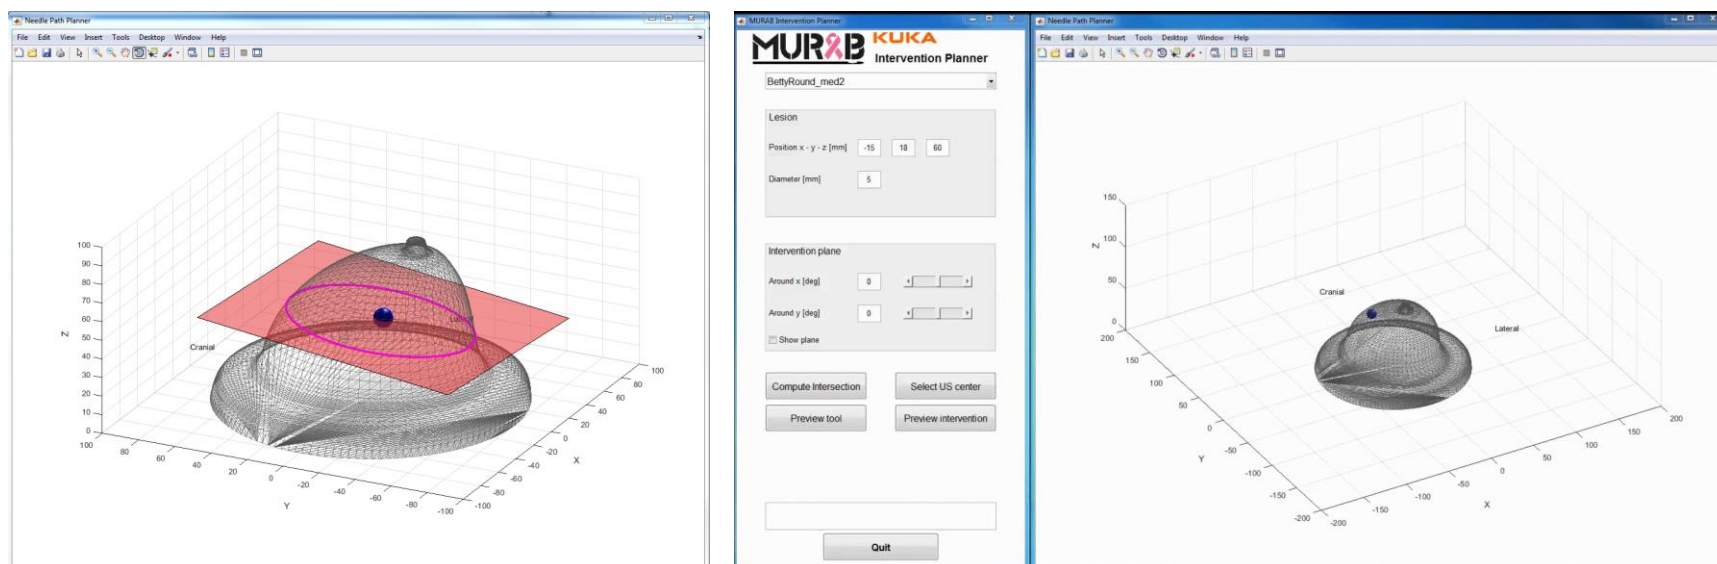 Needle Path Planner
File Edit View Insert Tools Desktop Window Help
100
90
80
70
60
50
40
30
20
10
0
Z
Cranial
100
80
60
40
20
0
-20
-40
-60
-80
-100
Y
100
80
60
40
20
0
-20
-40
-60
-80
-100
X
MURAB Intervention Planner
MURAB KUKA
Intervention Planner
BettyRound_med2
Lesion
Position x - y - z [mm] -15 18 60
Diameter [mm] 5
Intervention plane
Around x [deg] 0
Around y [deg] 0
Show plane
Compute Intersection Select US center
Preview tool Preview intervention
Quit
Needle Path Planner
File Edit View Insert Tools Desktop Window Help
150
100
50
0
Z
Cranial
Lateral
200
150
100
50
0
-50
-100
-150
-200
Y
-200
-150
-100
-50
0
50
100
150
200
X